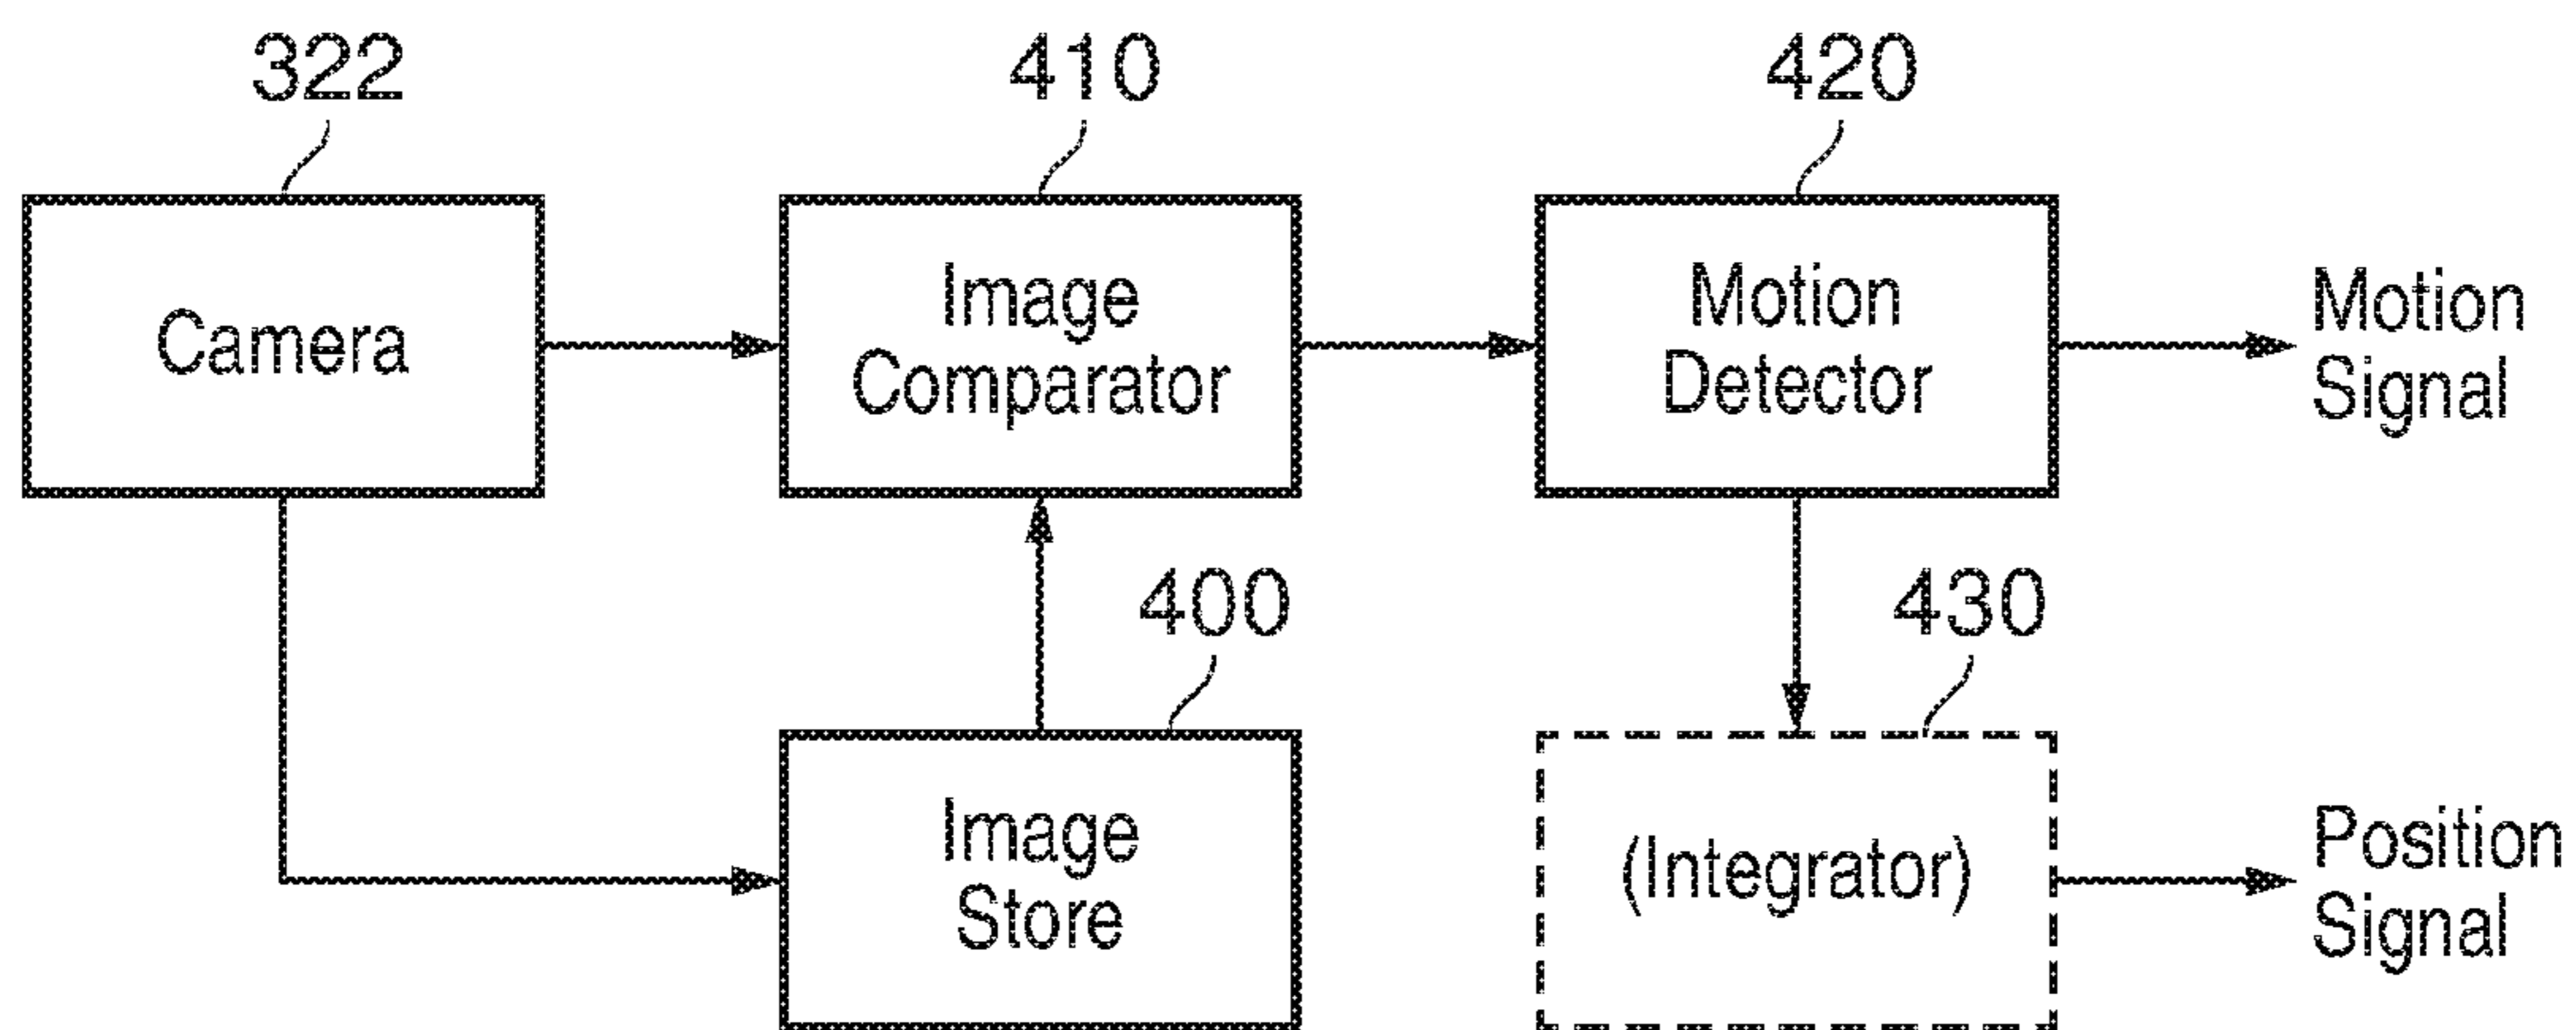 322
410
420
Camera
Image
Comparator
Motion
Detector
Motion
Signal
400
430
Image
Store
(Integrator)
Position
Signal